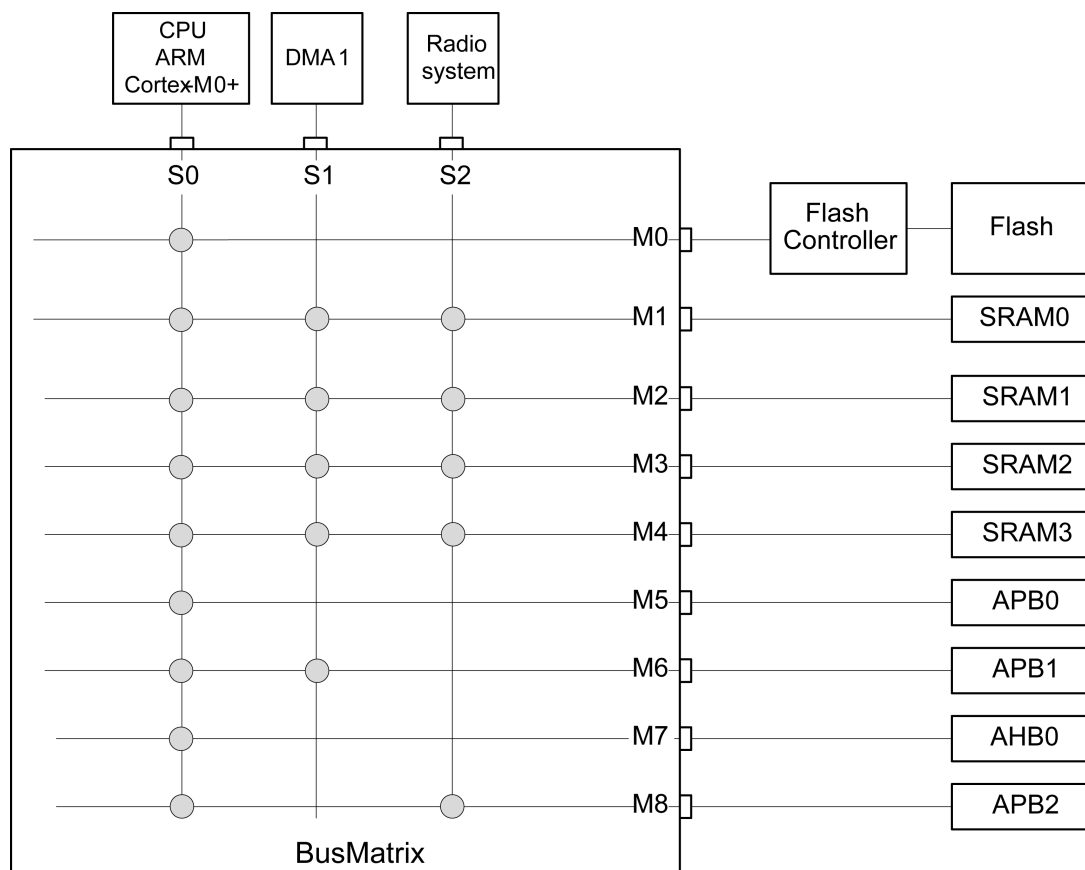 CPU
ARM
Cortex-M0+
DMA1
Radio
system
S0
S1
S2
M0
Flash
Controller
Flash
M1
SRAM0
M2
SRAM1
M3
SRAM2
M4
SRAM3
M5
APB0
M6
APB1
M7
AHB0
M8
APB2
BusMatrix